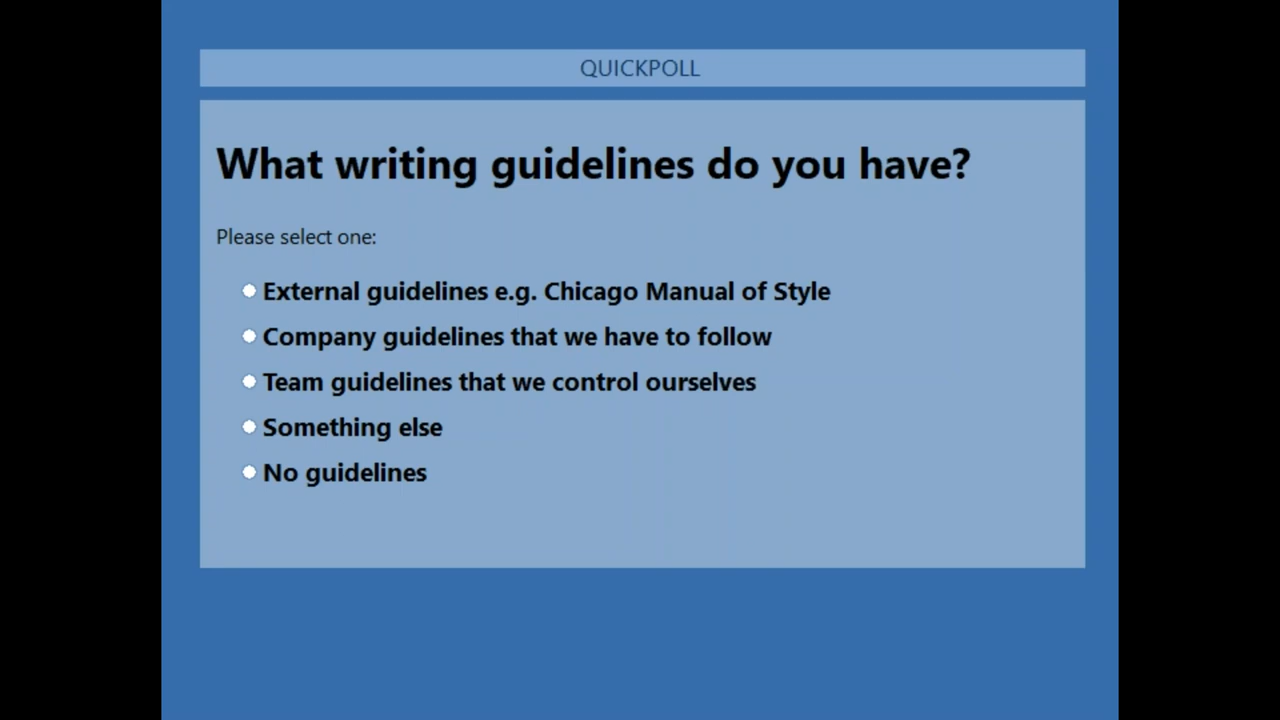 QUICKPOLL
What writing guidelines do you have?
Please select one:
External guidelines e.g. Chicago Manual of Style
Company guidelines that we have to follow
Team guidelines that we control ourselves
Something else
No guidelines